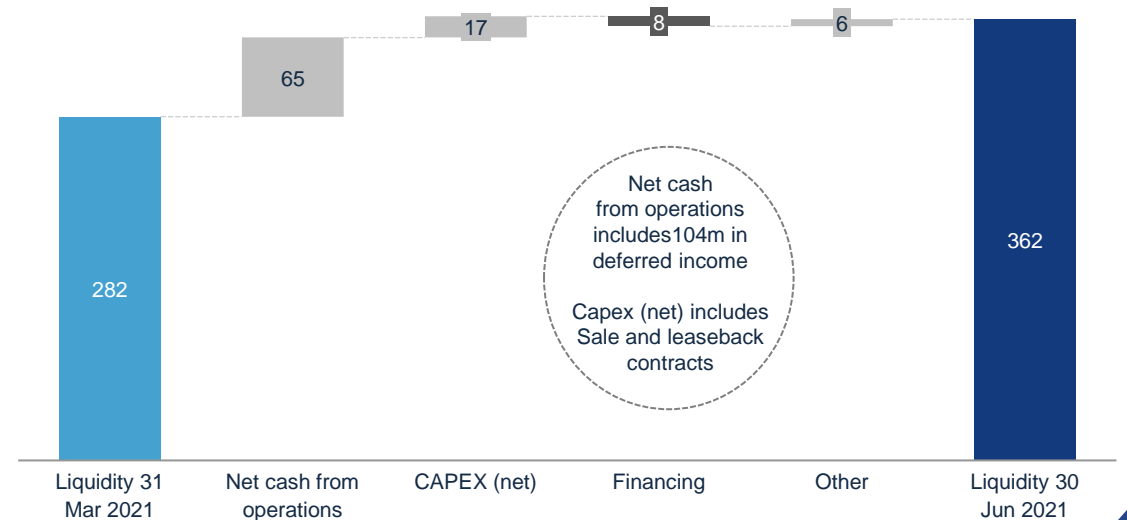 17
8
6
65
Net cash
from operations
includes104m in
deferred income
Capex (net) includes
Sale and leaseback
contracts
362
282
Liquidity 31
Mar 2021
Net cash from
operations
CAPEX (net)
Financing
Other
Liquidity 30
Jun 2021